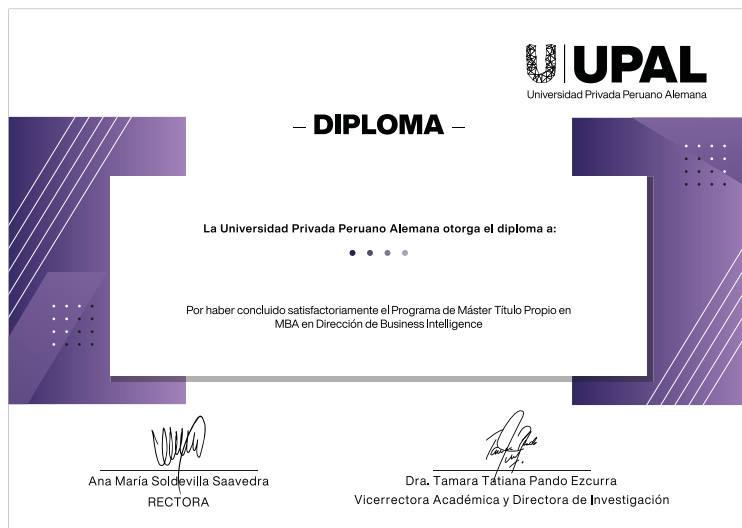 UPAL
Universidad Privada Peruano Alemana
– DIPLOMA –
La Universidad Privada Peruano Alemana otorga el diploma a:
Por haber concluido satisfactoriamente el Programa de Máster Título Propio en
MBA en Dirección de Business Intelligence
Ana María Soldevilla Saavedra
RECTORA
Dra. Tamara Tatiana Pando Ezcurra
Vicerrectora Académica y Directora de Investigación